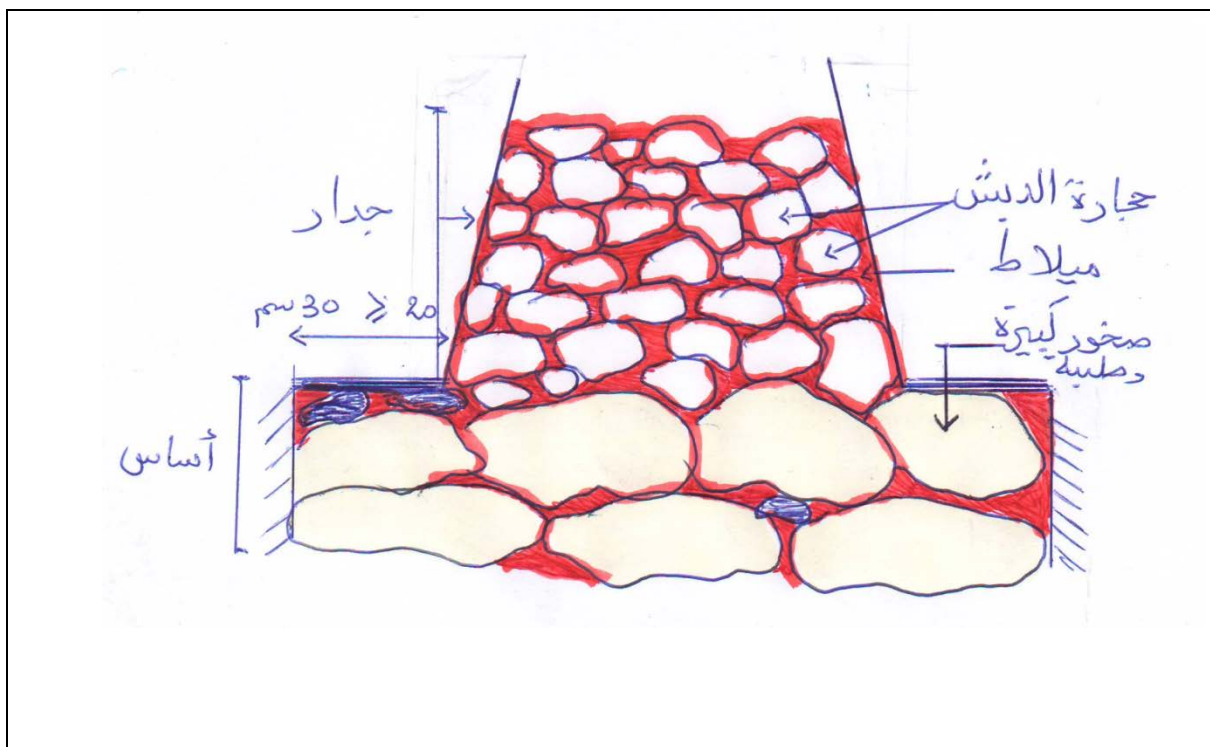 حجارة الدبش
ميلاط
صخور كبيرة
وصلبة
جدار
20 ⩾ 30 سم
أساس